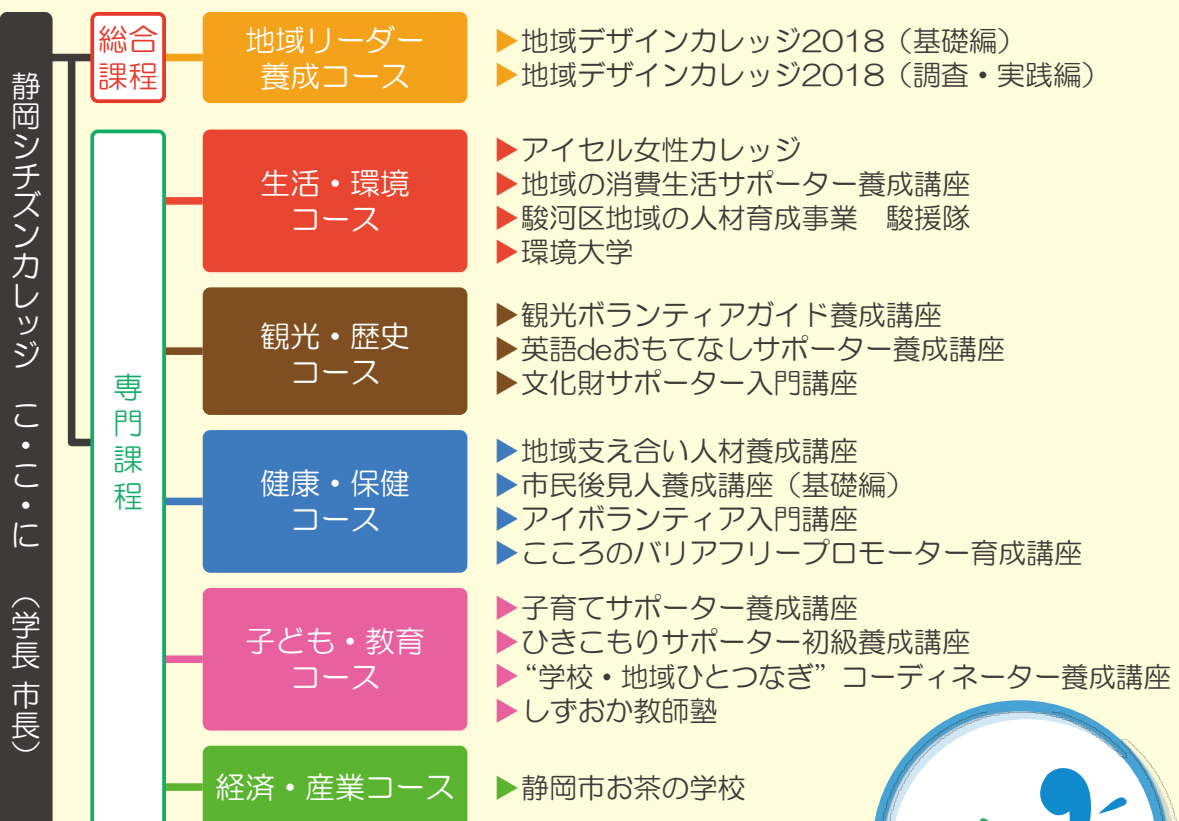 静岡シチズンカレッジ こ・こ・に （学長 市長）
総合
課程
地域リーダー
養成コース
▶地域デザインカレッジ2018（基礎編）
▶地域デザインカレッジ2018（調査・実践編）
専門課程
生活・環境
コース
▶アイセル女性カレッジ
▶地域の消費生活サポーター養成講座
▶駿河区地域の人材育成事業　駿援隊
▶環境大学
観光・歴史
コース
▶観光ボランティアガイド養成講座
▶英語deおもてなしサポーター養成講座
▶文化財サポーター入門講座
健康・保健
コース
▶地域支え合い人材養成講座
▶市民後見人養成講座（基礎編）
▶アイボランティア入門講座
▶こころのバリアフリープロモーター育成講座
子ども・教育
コース
▶子育てサポーター養成講座
▶ひきこもりサポーター初級養成講座
▶“学校・地域ひとつなぎ”コーディネーター養成講座
▶しずおか教師塾
経済・産業コース
▶静岡市お茶の学校